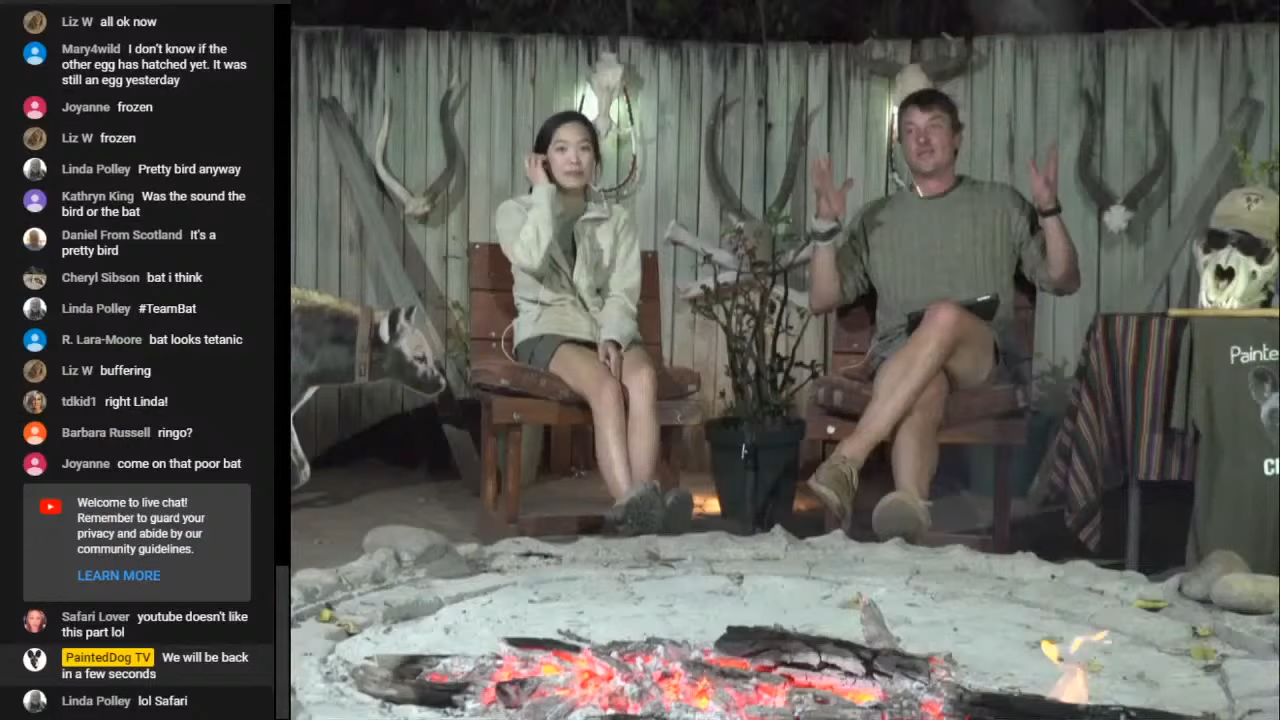 Liz W all ok now
Mary4wild I don't know if the
other egg has hatched yet. It was
still an egg yesterday
Joyanne frozen
Liz W frozen
Linda Polley Pretty bird anyway
Kathryn King Was the sound the
bird or the bat
Daniel From Scotland It's a
pretty bird
Cheryl Sibson bat i think
Linda Polley #TeamBat
R. Lara-Moore bat looks tetanic
Liz W buffering
tdkid1 right Linda!
Barbara Russell ringo?
Joyanne come on that poor bat
Welcome to live chat!
Remember to guard your
privacy and abide by our
community guidelines.
LEARN MORE
Safari Lover youtube doesn't like
this part lol
PaintedDog TV We will be back
in a few seconds
Linda Polley lol Safari
Painte